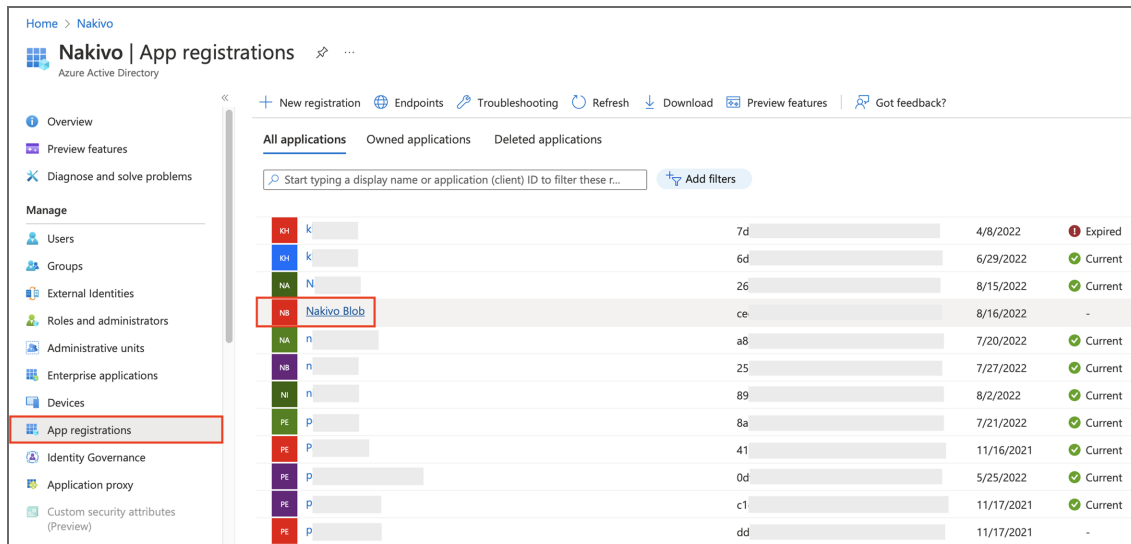 Home > Nakivo
Nakivo | App registrations ...
Azure Active Directory
«
Overview
Preview features
Diagnose and solve problems
Manage
Users
Groups
External Identities
Roles and administrators
Administrative units
Enterprise applications
Devices
App registrations
Identity Governance
Application proxy
Custom security attributes
(Preview)
New registration Endpoints Troubleshooting Refresh Download Preview features Got feedback?
All applications Owned applications Deleted applications
Start typing a display name or application (client) ID to filter these r... Add filters
KH k 7d 4/8/2022 Expired
KH k 6d 6/29/2022 Current
NA N 26 8/15/2022 Current
NB Nakivo Blob ce 8/16/2022 -
NA n a8 7/20/2022 Current
NB n 25 7/27/2022 Current
NI n 89 8/2/2022 Current
PE p 8a 7/21/2022 Current
PE P 41 11/16/2021 Current
PE p 0d 5/25/2022 Current
PE p c1 11/17/2021 Current
PE p dd 11/17/2021 -